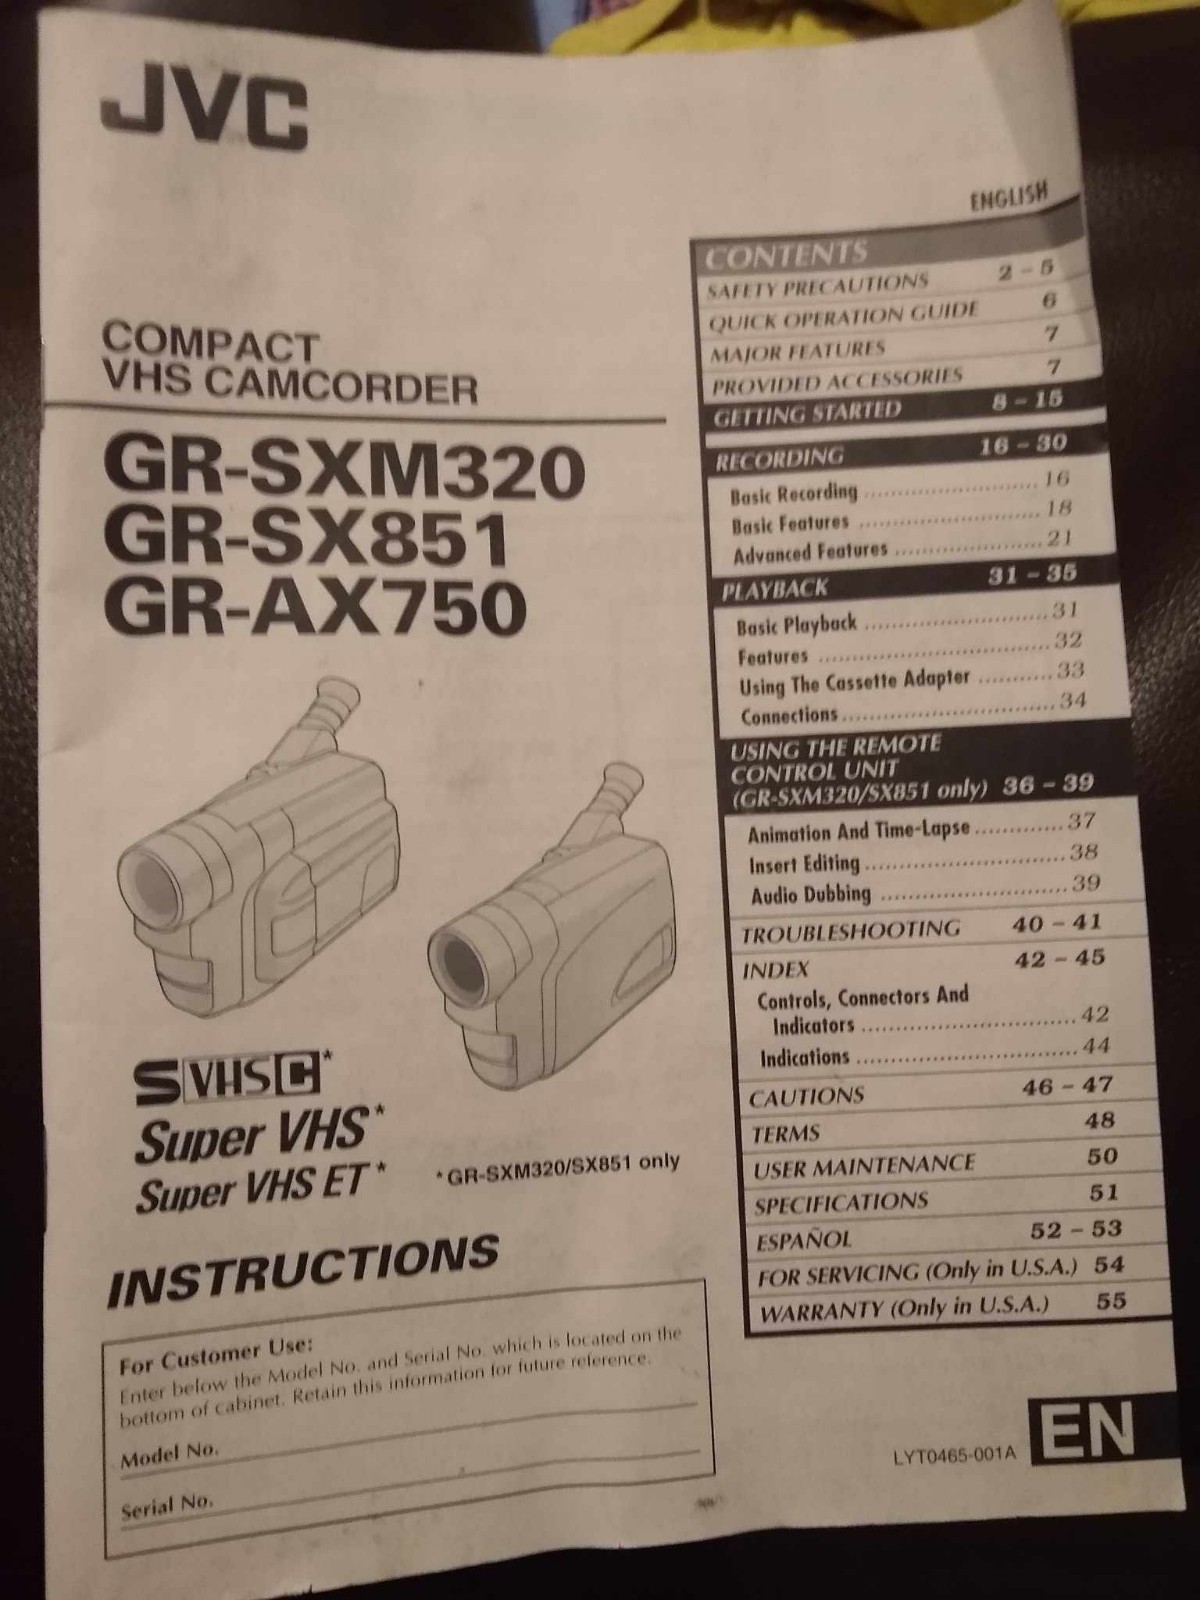 JVC
COMPACT
VHS CAMCORDER
GR-SXM320
GR-SX851
GR-AX750
S VHS C*
Super VHS*
Super VHS ET*
*GR-SXM320/SX851 only
INSTRUCTIONS
For Customer Use:
Enter below the Model No. and Serial No. which is located on the
bottom of cabinet. Retain this information for future reference.
Model No.
Serial No.
ENGLISH
CONTENTS
SAFETY PRECAUTIONS 2 – 5
QUICK OPERATION GUIDE 6
MAJOR FEATURES 7
PROVIDED ACCESSORIES 7
GETTING STARTED 8 – 15
RECORDING 16 – 30
Basic Recording ........................ 16
Basic Features ......................... 18
Advanced Features .................... 21
PLAYBACK 31 – 35
Basic Playback ......................... 31
Features ................................ 32
Using The Cassette Adapter ........... 33
Connections ............................. 34
USING THE REMOTE
CONTROL UNIT
(GR-SXM320/SX851 only) 36 – 39
Animation And Time-Lapse ............. 37
Insert Editing .......................... 38
Audio Dubbing ......................... 39
TROUBLESHOOTING 40 – 41
INDEX 42 – 45
Controls, Connectors And
Indicators .............................. 42
Indications .............................. 44
CAUTIONS 46 – 47
TERMS 48
USER MAINTENANCE 50
SPECIFICATIONS 51
ESPAÑOL 52 – 53
FOR SERVICING (Only in U.S.A.) 54
WARRANTY (Only in U.S.A.) 55
LYT0465-001A
EN